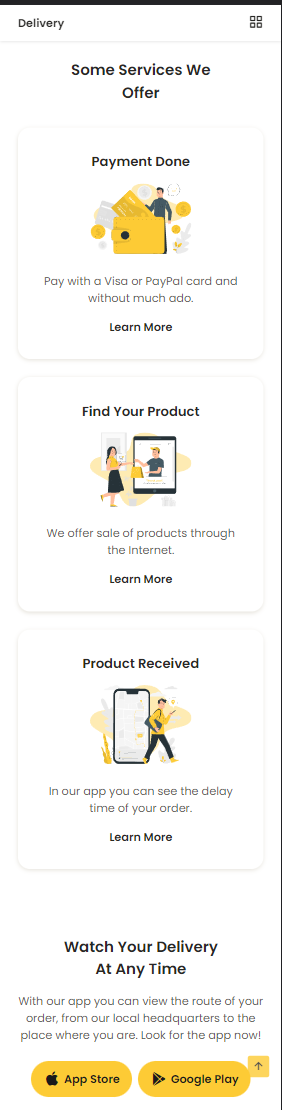 Delivery
Some Services We
Offer
Payment Done
Pay with a Visa or PayPal card and
without much ado.
Learn More
Find Your Product
We offer sale of products through
the Internet.
Learn More
Product Received
In our app you can see the delay
time of your order.
Learn More
Watch Your Delivery
At Any Time
With our app you can view the route of your
order, from our local headquarters to the
place where you are. Look for the app now!
App Store
Google Play